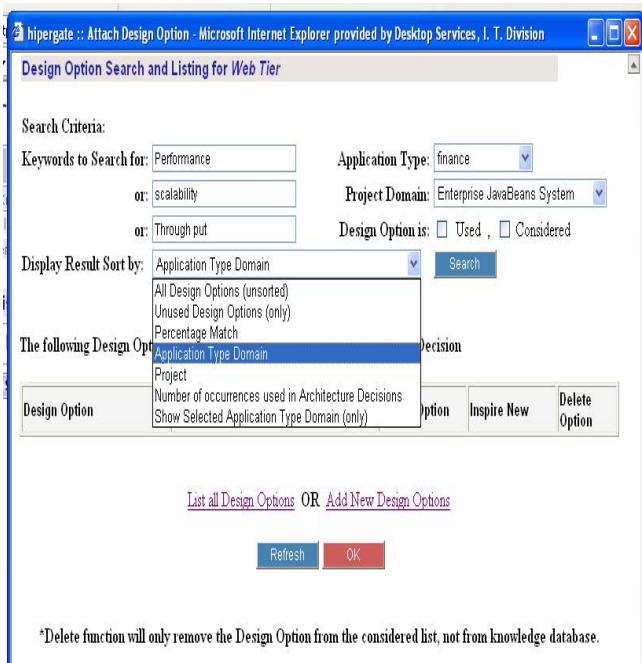 hipergate :: Attach Design Option - Microsoft Internet Explorer provided by Desktop Services, I. T. Division
Design Option Search and Listing for Web Tier
Search Criteria:
Keywords to Search for: Performance Application Type: finance
or: scalability Project Domain: Enterprise JavaBeans System
or: Through put Design Option is: Used , Considered
Display Result Sort by: Application Type Domain Search
All Design Options (unsorted)
Unused Design Options (only)
Percentage Match
The following Design Opt Application Type Domain Decision
Project
Number of occurrences used in Architecture Decisions
Show Selected Application Type Domain (only)
Design Option ption Inspire New Delete Option
List all Design Options OR Add New Design Options
Refresh OK
*Delete function will only remove the Design Option from the considered list, not from knowledge database.